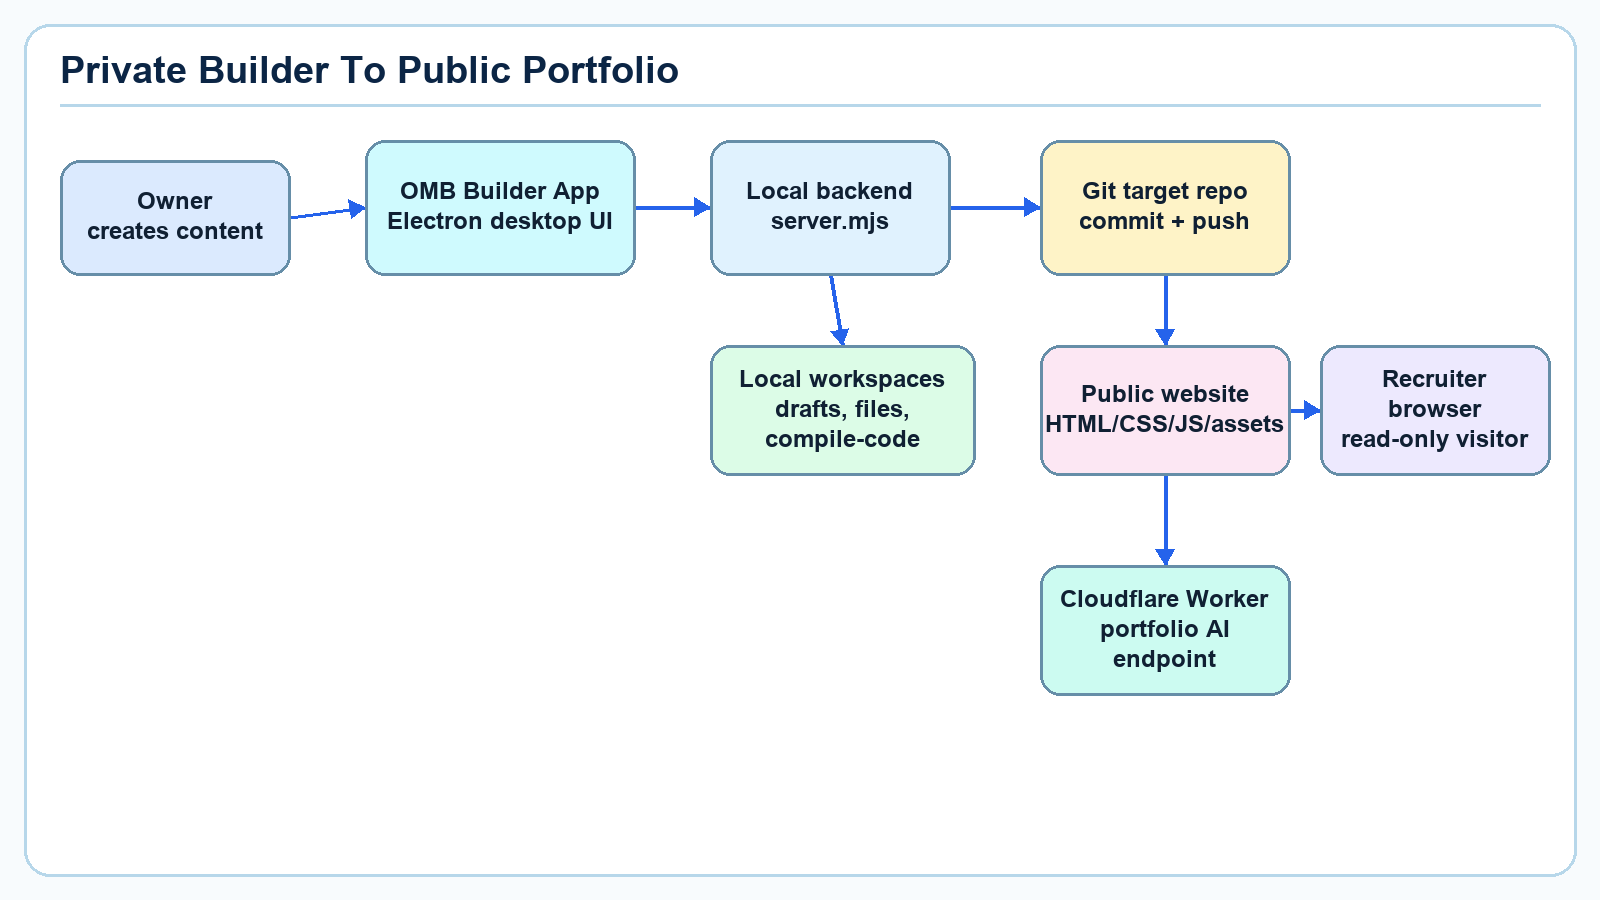 Private Builder To Public Portfolio
Owner
creates content
OMB Builder App
Electron desktop UI
Local backend
server.mjs
Git target repo
commit + push
Local workspaces
drafts, files,
compile-code
Public website
HTML/CSS/JS/assets
Recruiter
browser
read-only visitor
Cloudflare Worker
portfolio AI
endpoint